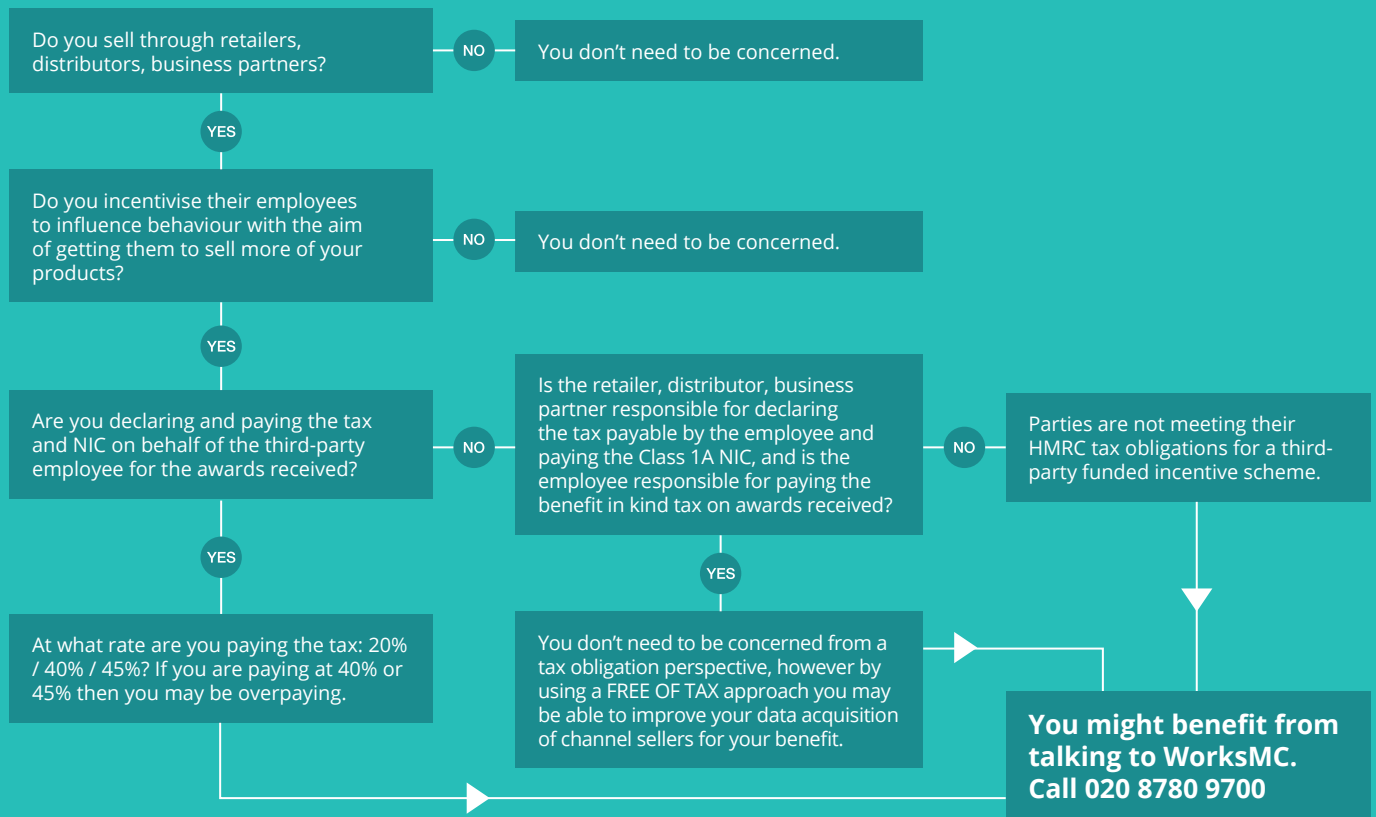 Do you sell through retailers,
distributors, business partners?
NO
You don’t need to be concerned.
YES
Do you incentivise their employees
to influence behaviour with the aim
of getting them to sell more of your
products?
NO
You don’t need to be concerned.
YES
Are you declaring and paying the tax
and NIC on behalf of the third-party
employee for the awards received?
NO
Is the retailer, distributor, business
partner responsible for declaring
the tax payable by the employee and
paying the Class 1A NIC, and is the
employee responsible for paying the
benefit in kind tax on awards received?
NO
Parties are not meeting their
HMRC tax obligations for a third-
party funded incentive scheme.
YES
YES
At what rate are you paying the tax: 20%
/ 40% / 45%? If you are paying at 40% or
45% then you may be overpaying.
You don’t need to be concerned from a
tax obligation perspective, however by
using a FREE OF TAX approach you may
be able to improve your data acquisition
of channel sellers for your benefit.
You might benefit from
talking to WorksMC.
Call 020 8780 9700